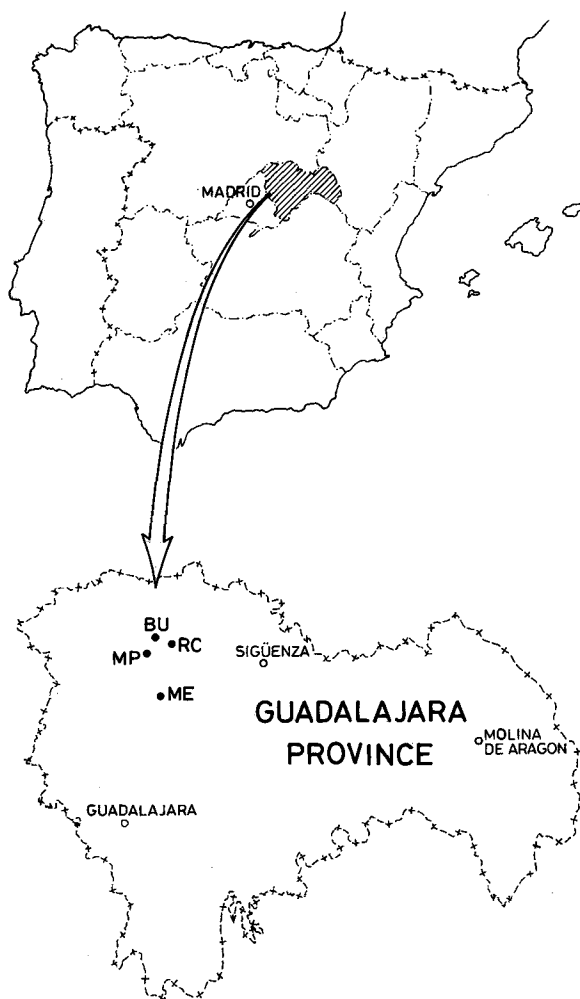 MADRID
BU
RC
MP
SIGÜENZA
ME
GUADALAJARA
PROVINCE
MOLINA
DE ARAGON
GUADALAJARA